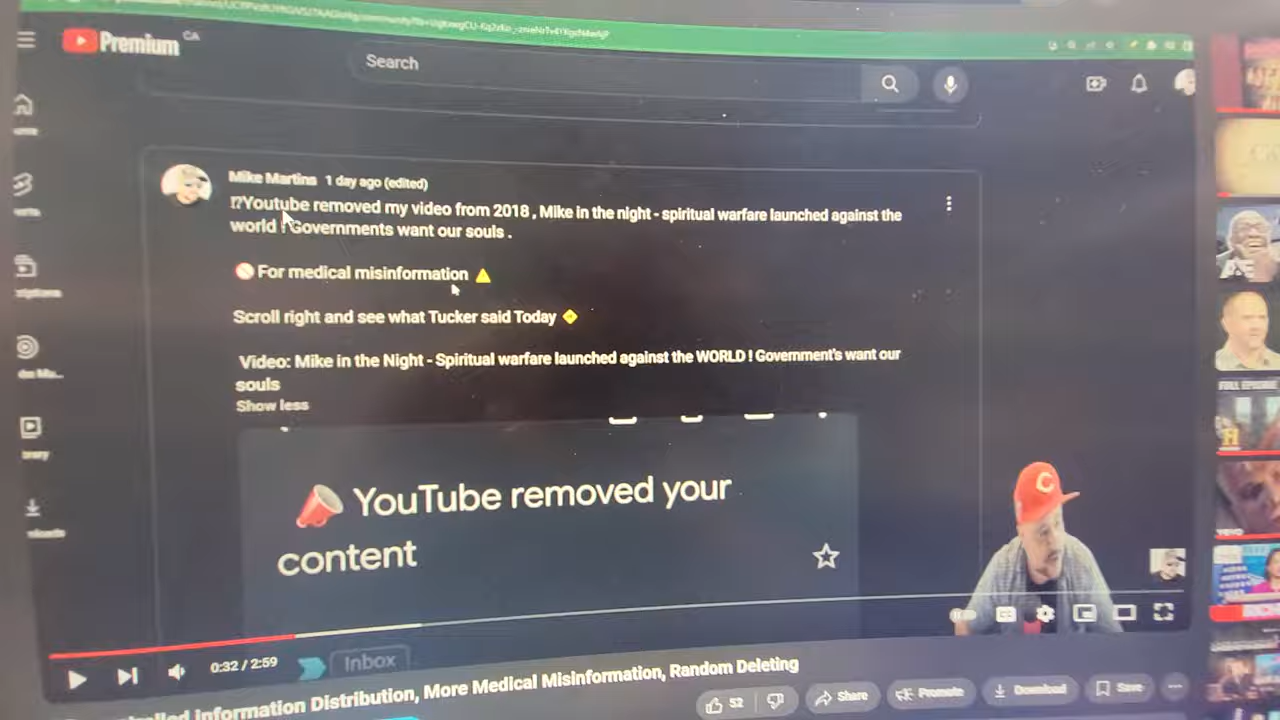 Premium CA
Search
Mike Martins 1 day ago (edited)
⁉Youtube removed my video from 2018 , Mike in the night - spiritual warfare launched against the
world ! Governments want our souls .
🚫 For medical misinformation ⚠
Scroll right and see what Tucker said Today
Video: Mike in the Night - Spiritual warfare launched against the WORLD ! Government's want our
souls
Show less
YouTube removed your
content
C
0:32 / 2:59
Inbox
Information Distribution, More Medical Misinformation, Random Deleting
52
Share
Promote
Download
Save
FULL EPISODE
H